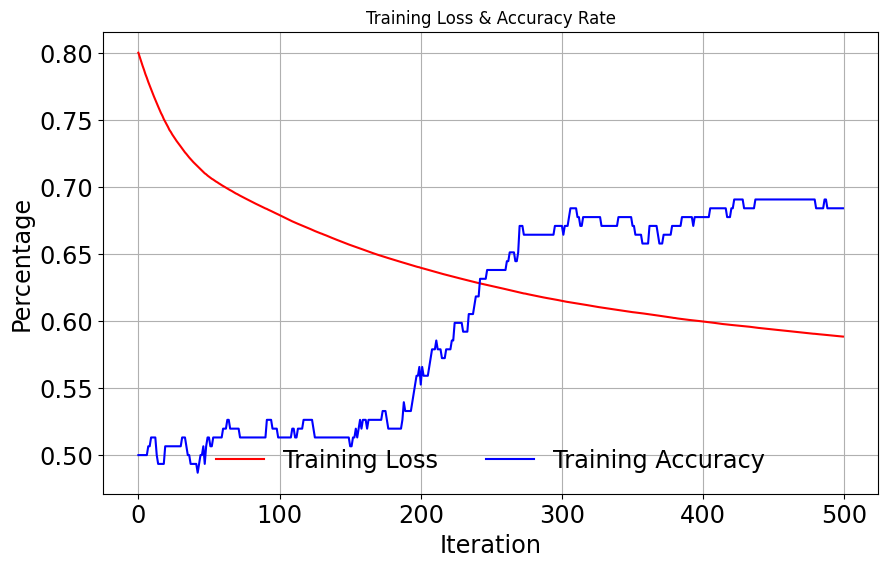 Training Loss & Accuracy Rate
0.80
0.75
0.70
0.65
0.60
0.55
0.50
Percentage
Training Loss
Training Accuracy
0
100
200
300
400
500
Iteration